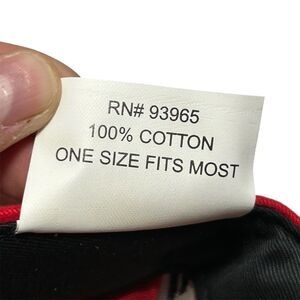 RN# 93965
100% COTTON
ONE SIZE FITS MOST